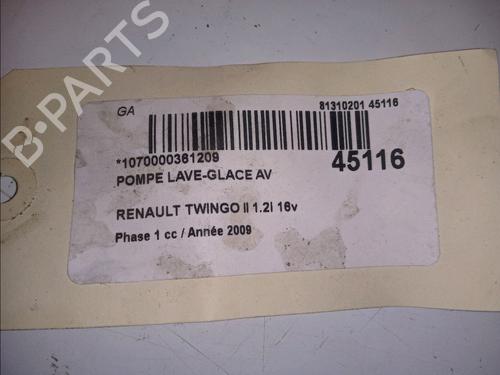 B-PARTS
GA
81310201 45116
*1070000361209
45116
POMPE LAVE-GLACE AV
RENAULT TWINGO II 1.2I 16v
Phase 1 cc / Année 2009